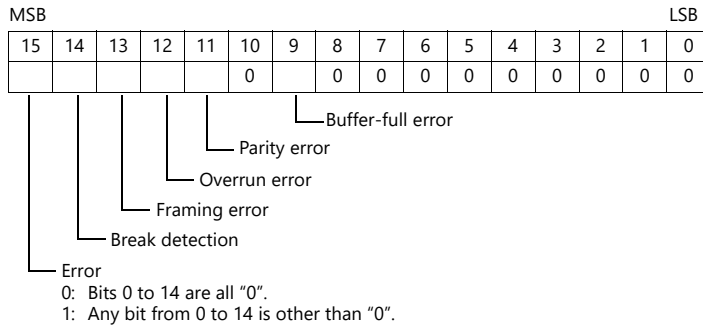 MSB LSB
15 14 13 12 11 10 9 8 7 6 5 4 3 2 1 0
0 0 0 0 0 0 0 0 0 0
Buffer-full error
Parity error
Overrun error
Framing error
Break detection
Error
0: Bits 0 to 14 are all “0”.
1: Any bit from 0 to 14 is other than “0”.